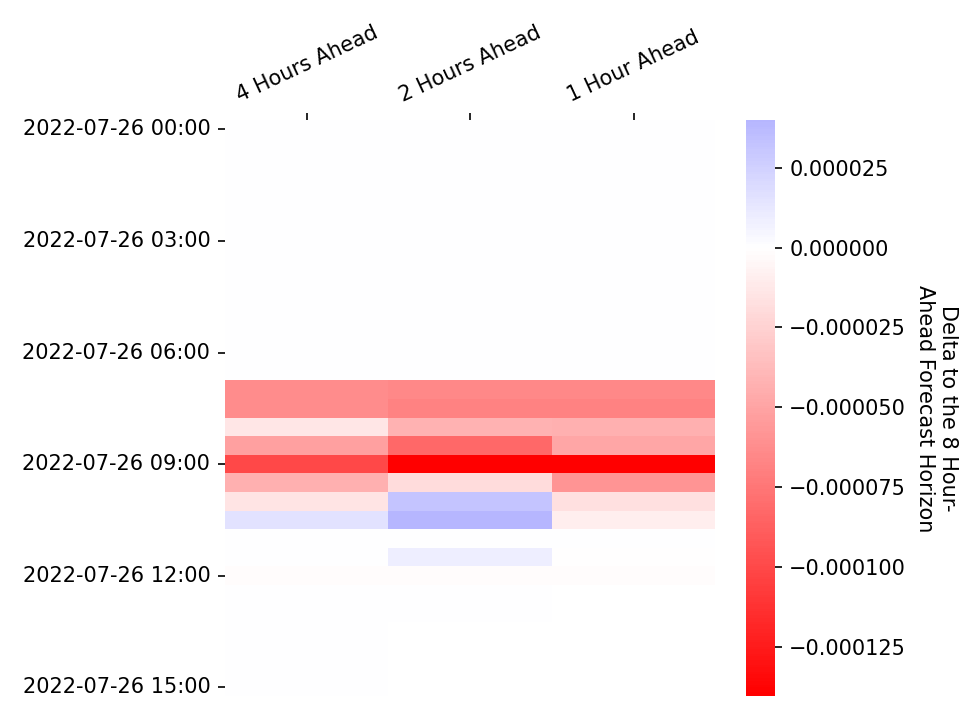 4 Hours Ahead
2 Hours Ahead
1 Hour Ahead
2022-07-26 00:00
2022-07-26 03:00
2022-07-26 06:00
2022-07-26 09:00
2022-07-26 12:00
2022-07-26 15:00
0.000025
0.000000
−0.000025
−0.000050
−0.000075
−0.000100
−0.000125
Delta to the 8 Hour-
Ahead Forecast Horizon